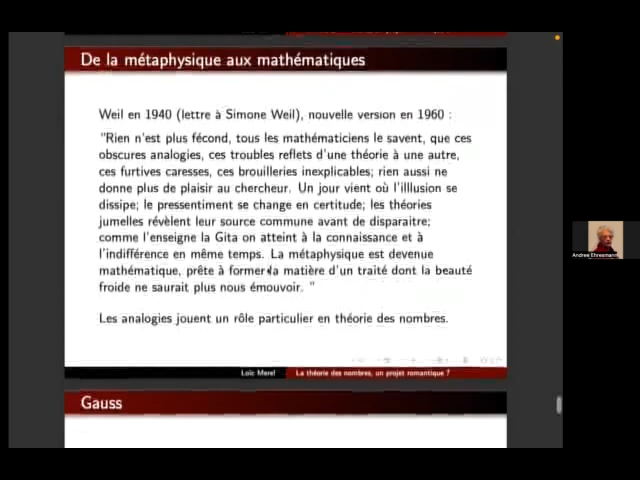 De la métaphysique aux mathématiques
Weil en 1940 (lettre à Simone Weil), nouvelle version en 1960 :
"Rien n'est plus fécond, tous les mathématiciens le savent, que ces
obscures analogies, ces troubles reflets d'une théorie à une autre,
ces furtives caresses, ces brouilleries inexplicables; rien aussi ne
donne plus de plaisir au chercheur. Un jour vient où l'illlusion se
dissipe; le pressentiment se change en certitude; les théories
jumelles révèlent leur source commune avant de disparaitre;
comme l'enseigne la Gita on atteint à la connaissance et à
l'indifférence en même temps. La métaphysique est devenue
mathématique, prête à former la matière d'un traité dont la beauté
froide ne saurait plus nous émouvoir. "
Les analogies jouent un rôle particulier en théorie des nombres.
Loïc Merel La théorie des nombres, un projet romantique ?
Gauss
Andree Ehresmann